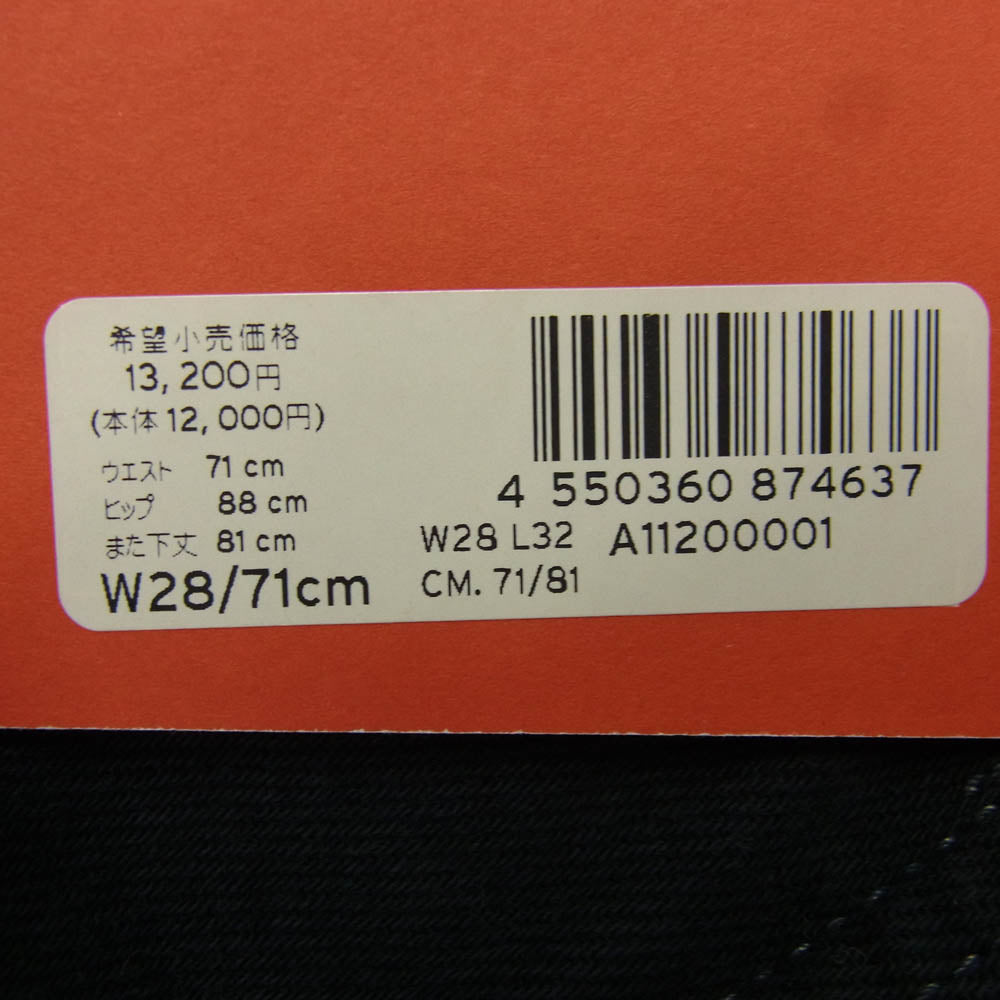 希望小売価格
13,200円
(本体12,000円)
ウエスト 71 cm
ヒップ 88 cm
また下丈 81 cm
W28/71cm
4 550360 874637
W28 L32 A11200001
CM. 71/81